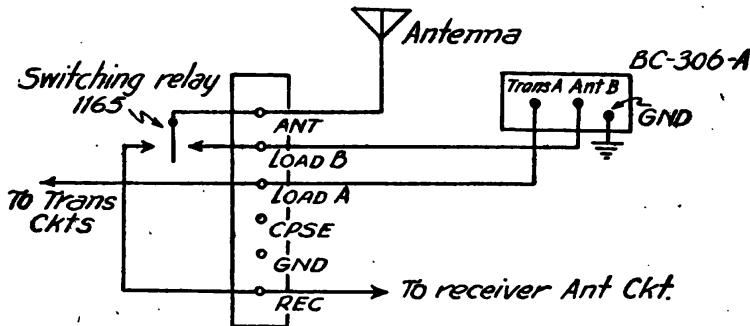 Antenna
BC-306-A
Switching relay
1165
Trans A Ant B
GND
ANT
LOAD B
LOAD A
To Trans
Ckts
CPSE
GND
REC
To receiver Ant Ckt.